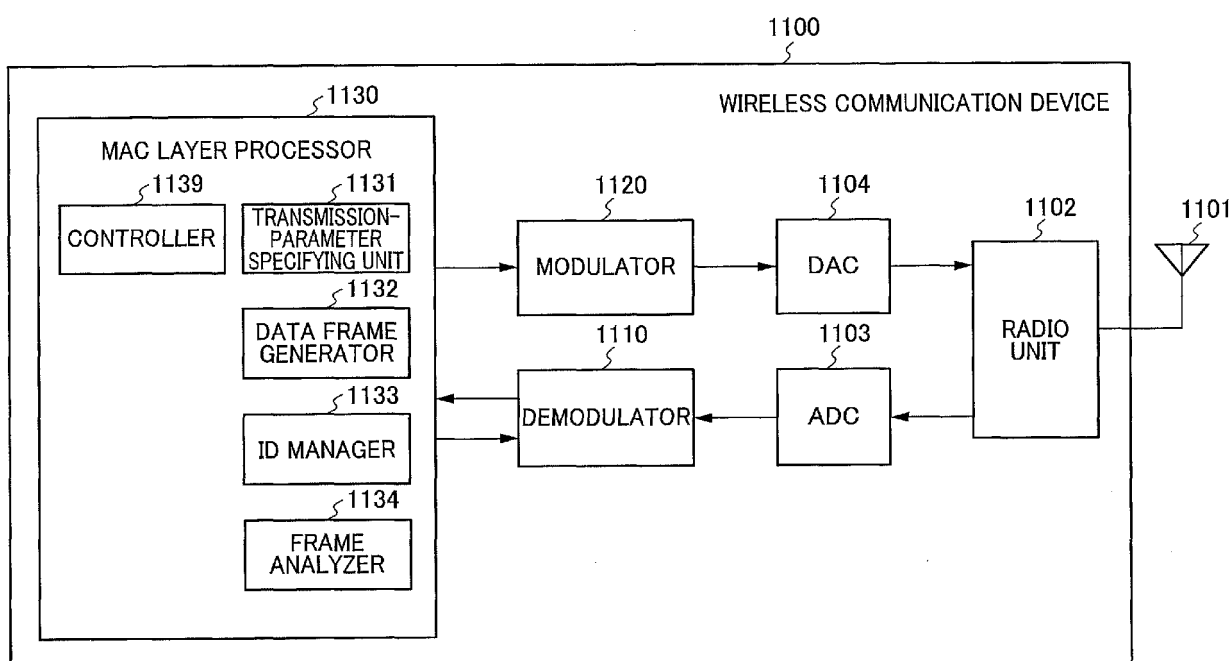 1100
WIRELESS COMMUNICATION DEVICE
1130
MAC LAYER PROCESSOR
1139
CONTROLLER
1131
TRANSMISSION-
PARAMETER
SPECIFYING UNIT
1132
DATA FRAME
GENERATOR
1133
ID MANAGER
1134
FRAME
ANALYZER
1120
MODULATOR
1104
DAC
1102
RADIO
UNIT
1101
1110
DEMODULATOR
1103
ADC